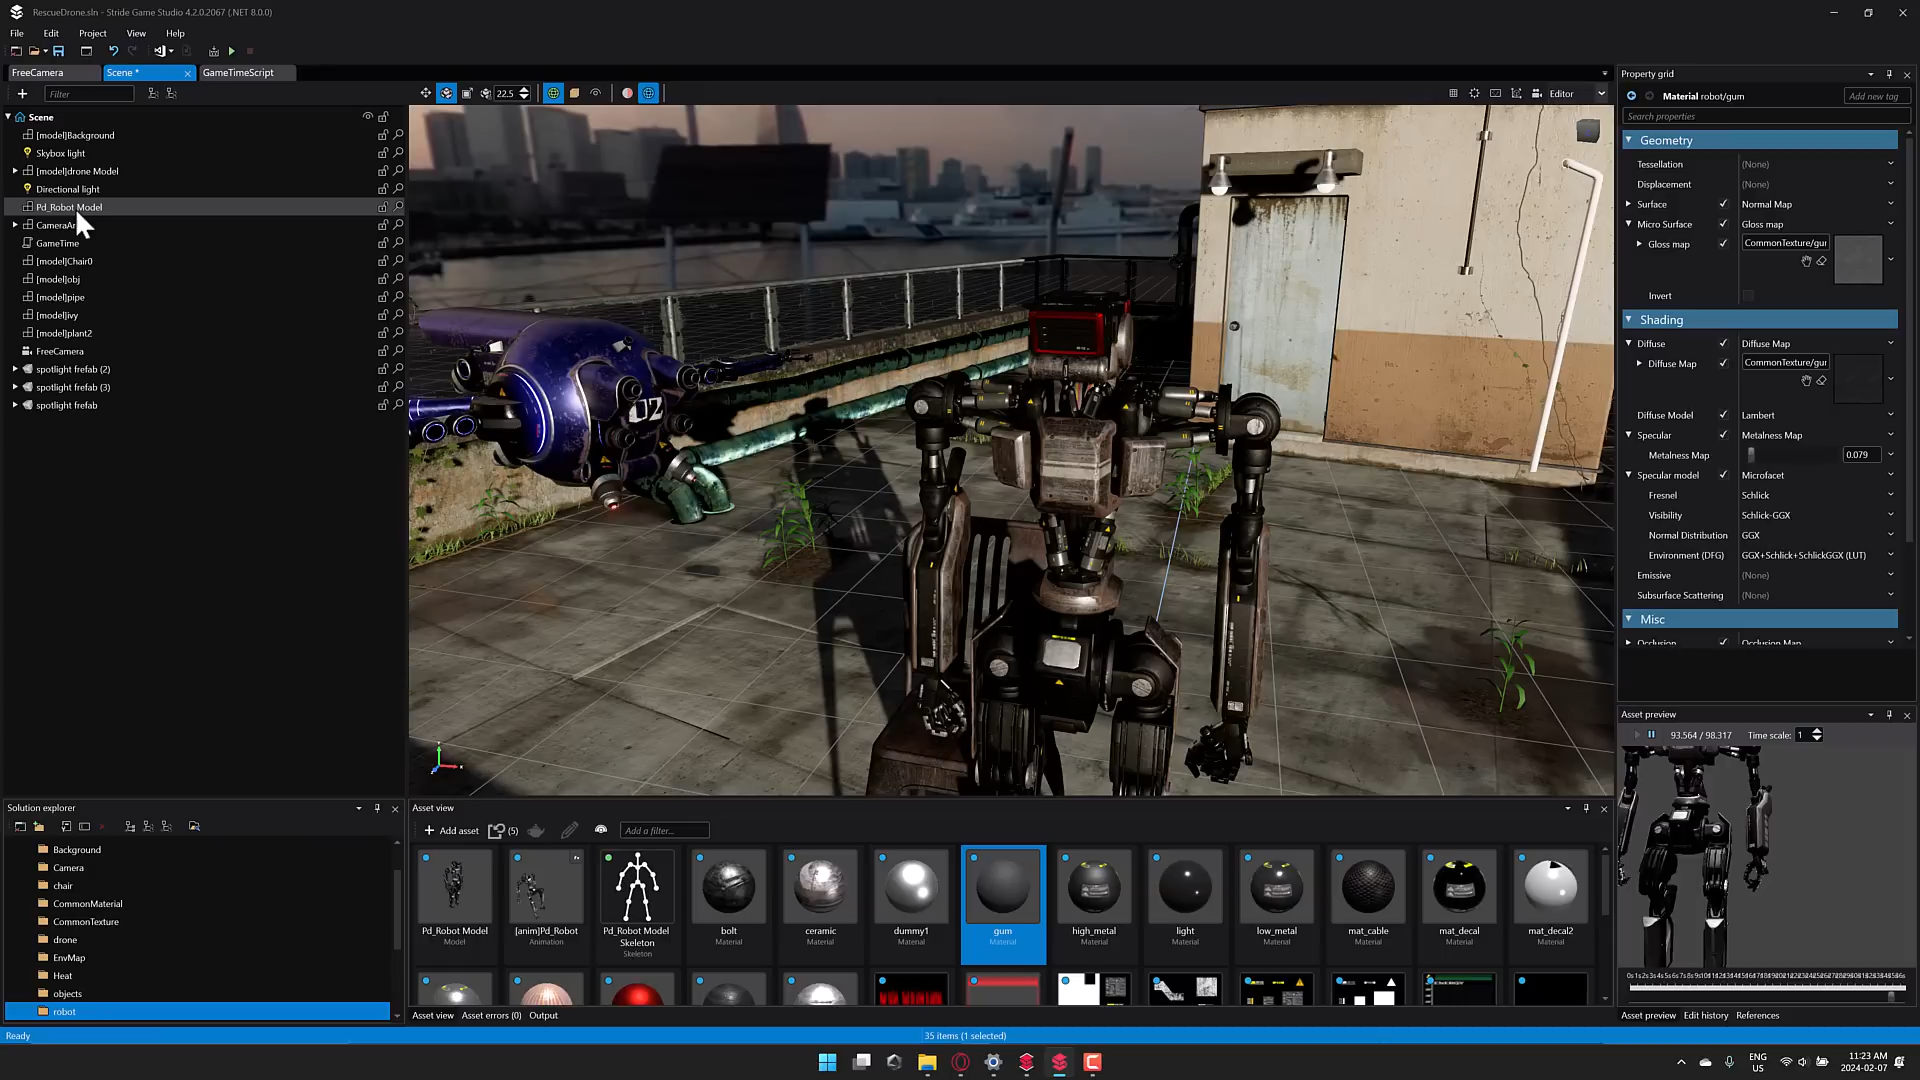 RescueDrone.sln - Stride Game Studio 4.2.0.2067 (.NET 8.0.0)
File Edit Project View Help
FreeCamera Scene * GameTimeScript
Filter
22.5
Editor
Scene
[model]Background
Skybox light
[model]drone Model
Directional light
Pd_Robot Model
CameraAr
GameTime
[model]Chair0
[model]obj
[model]pipe
[model]ivy
[model]plant2
FreeCamera
spotlight frefab (2)
spotlight frefab (3)
spotlight frefab
02
Property grid
Material robot/gum
Add new tag
Search properties
Geometry
Tessellation (None)
Displacement (None)
Surface Normal Map
Micro Surface Gloss map
Gloss map CommonTexture/gur
Invert
Shading
Diffuse Diffuse Map
Diffuse Map CommonTexture/gur
Diffuse Model Lambert
Specular Metalness Map
Metalness Map 0.079
Specular model Microfacet
Fresnel Schlick
Visibility Schlick-GGX
Normal Distribution GGX
Environment (DFG) GGX+Schlick+SchlickGGX (LUT)
Emissive (None)
Subsurface Scattering (None)
Misc
Occlusion Occlusion Map
Asset preview
93.564 / 98.317 Time scale: 1
Asset preview Edit history References
Solution explorer
Background
Camera
chair
CommonMaterial
CommonTexture
drone
EnvMap
Heat
objects
robot
Asset view
Add asset (5) Add a filter...
Pd_Robot Model
Model
[anim]Pd_Robot
Animation
Pd_Robot Model
Skeleton
Skeleton
bolt
Material
ceramic
Material
dummy1
Material
gum
Material
high_metal
Material
light
Material
low_metal
Material
mat_cable
Material
mat_decal
Material
mat_decal2
Material
Asset view Asset errors (0) Output
Ready
35 items (1 selected)
ENG
US
11:23 AM
2024-02-07